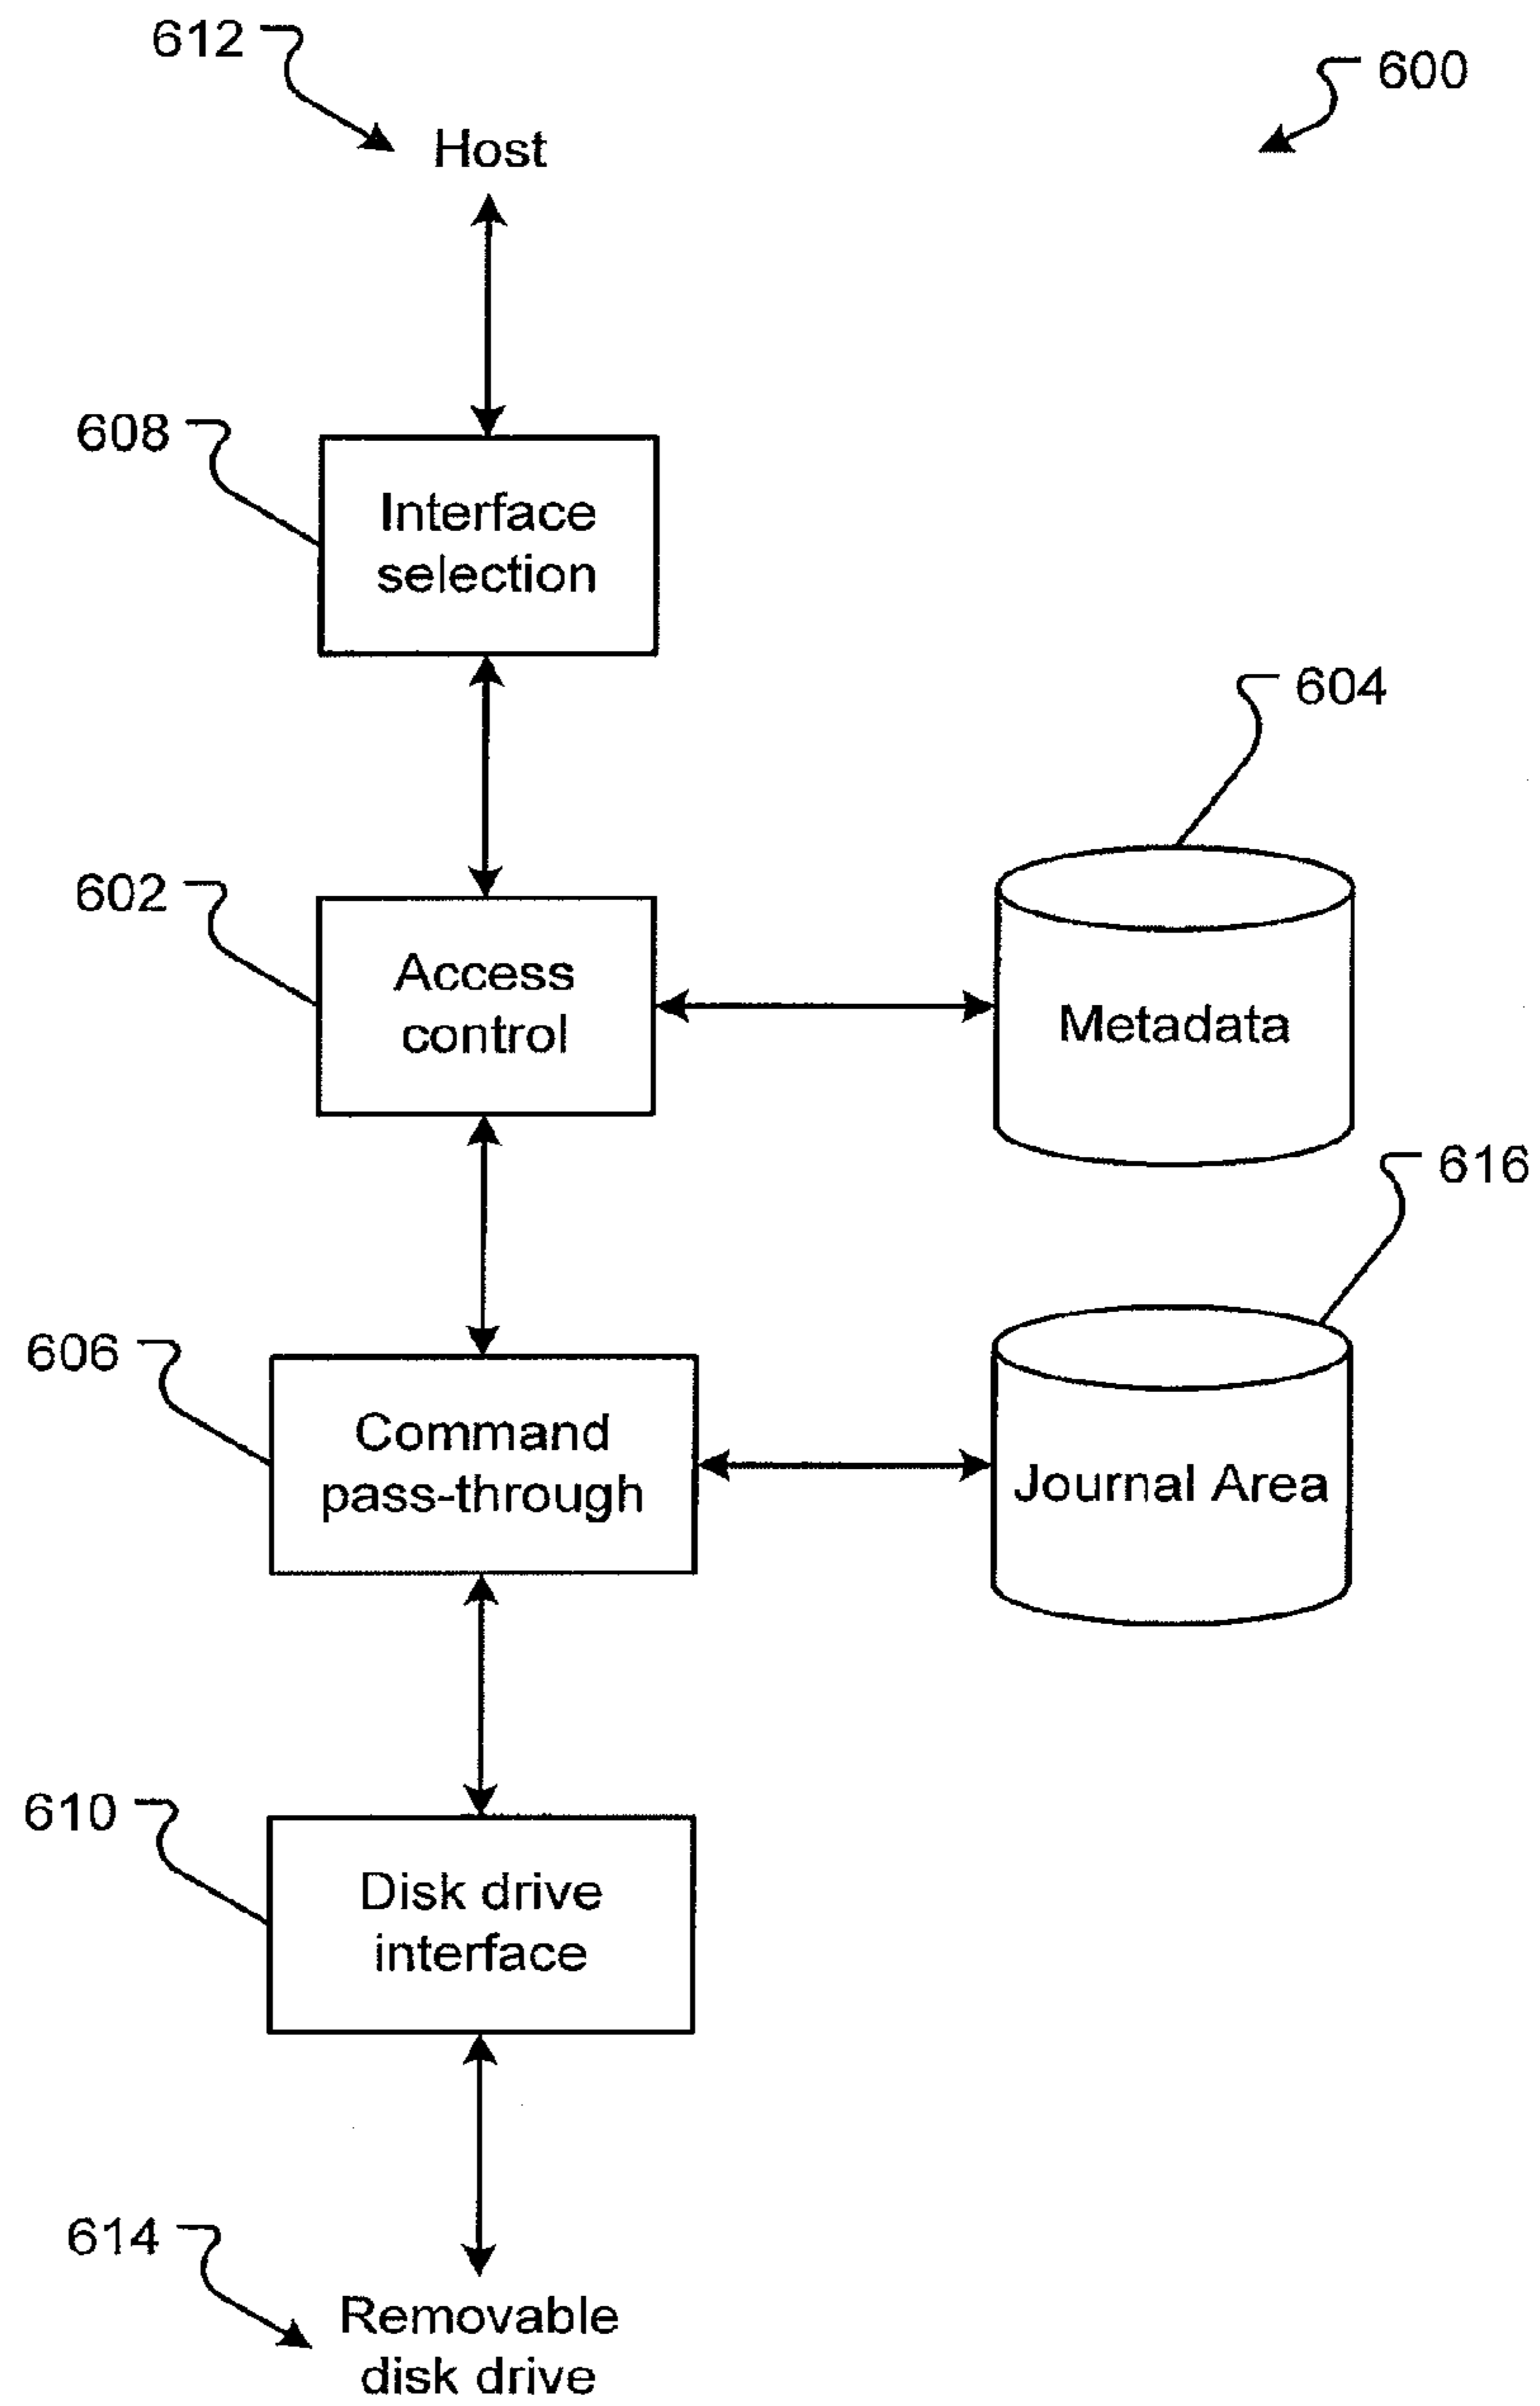 612
600
Host
608
Interface
selection
604
602
Access
control
Metadata
616
606
Command
pass-through
Journal Area
610
Disk drive
interface
614
Removable
disk drive